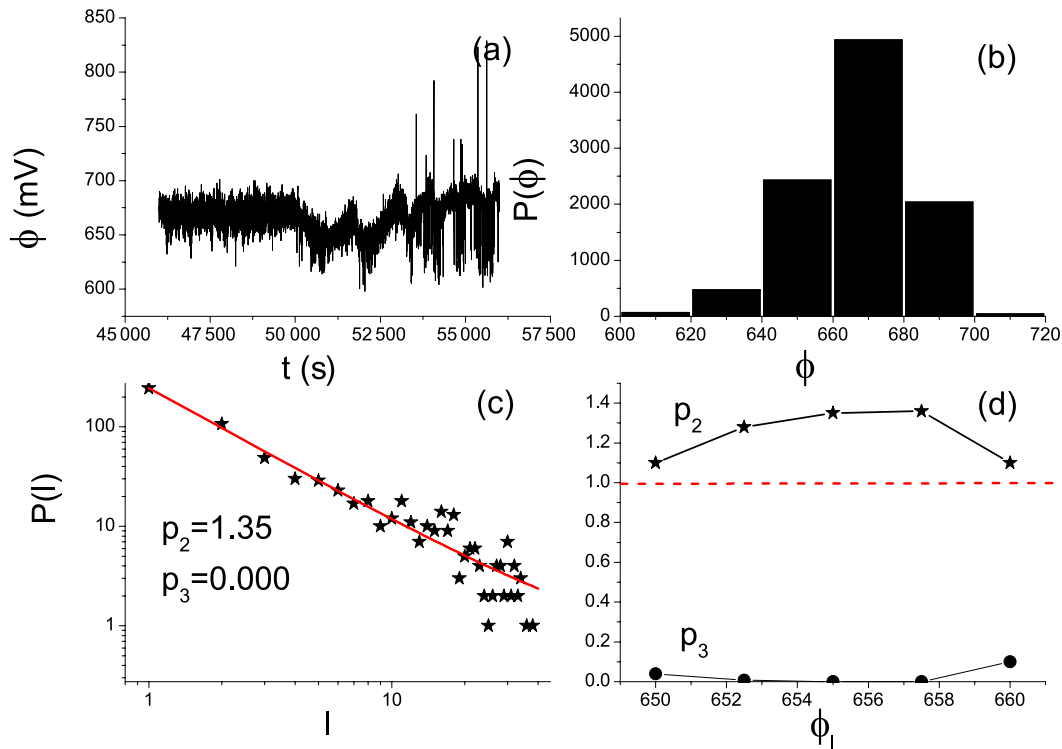 850
800
750
700
650
600
ϕ (mV)
(a)
45 000 47 500 50 000 52 500 55 000 57 500
t (s)
5000
4000
3000
2000
1000
0
P(ϕ)
(b)
600 620 640 660 680 700 720
ϕ
100
10
1
P(l)
(c)
p2=1.35
p3=0.000
1 10
l
1.4
1.2
1.0
0.8
0.6
0.4
0.2
0.0
(d)
p2
p3
650 652 654 656 658 660
ϕl